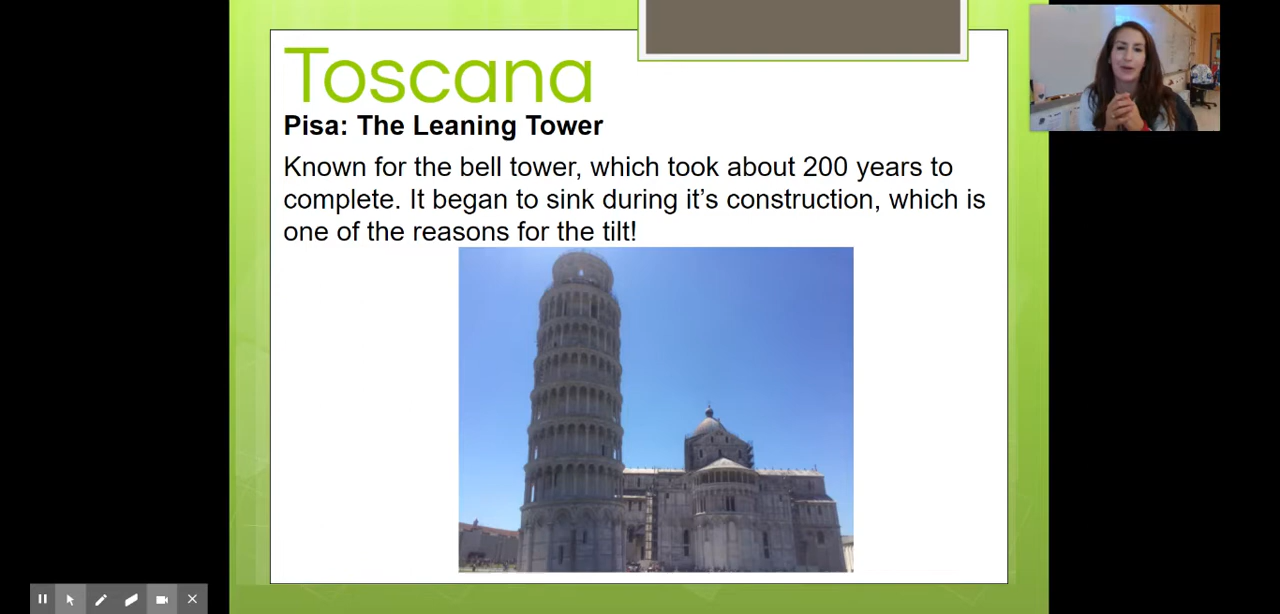 Toscana
Pisa: The Leaning Tower
Known for the bell tower, which took about 200 years to
complete. It began to sink during it’s construction, which is
one of the reasons for the tilt!